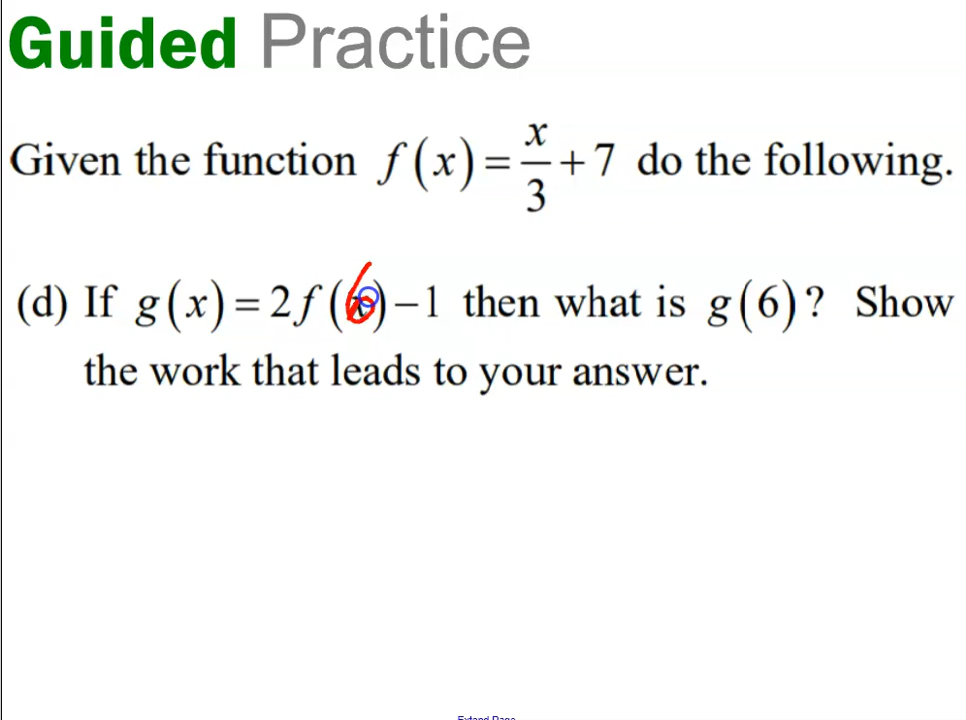 Guided Practice
Given the function f(x) = x/3 + 7 do the following.
(d) If g(x) = 2f(6) − 1 then what is g(6)? Show
the work that leads to your answer.